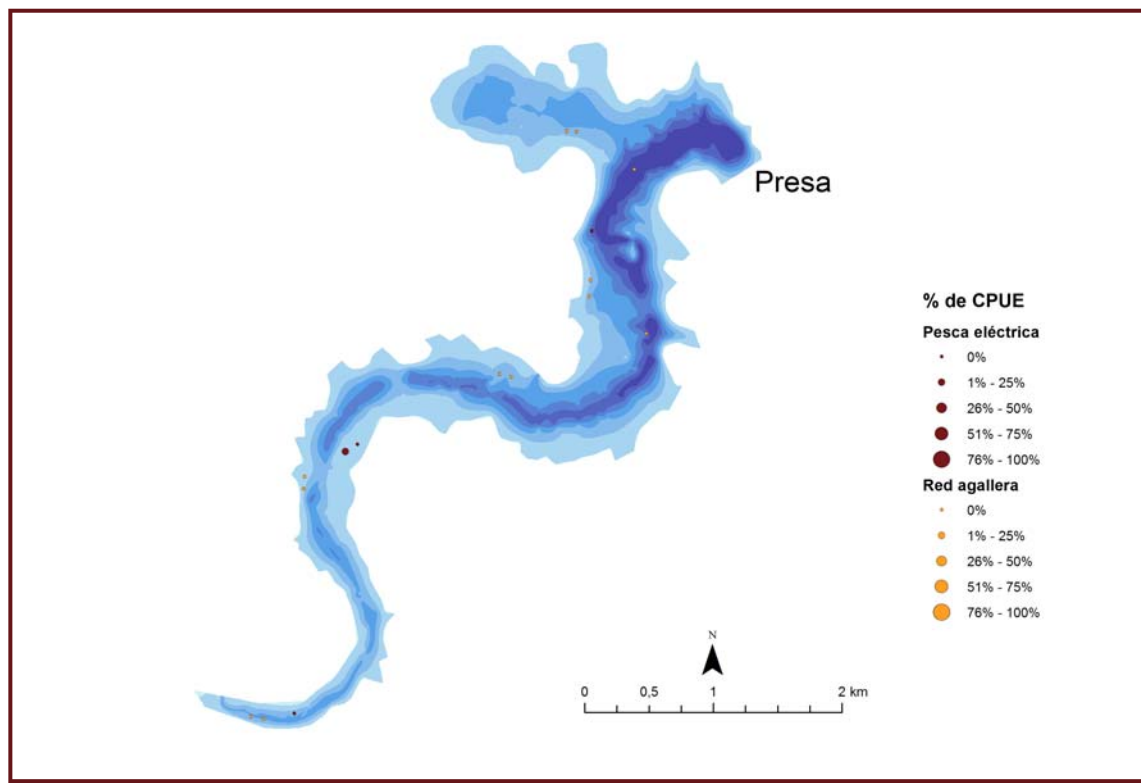 Presa
% de CPUE
Pesca eléctrica
0%
1% - 25%
26% - 50%
51% - 75%
76% - 100%
Red agallera
0%
1% - 25%
26% - 50%
51% - 75%
76% - 100%
N
0 0,5 1 2 km